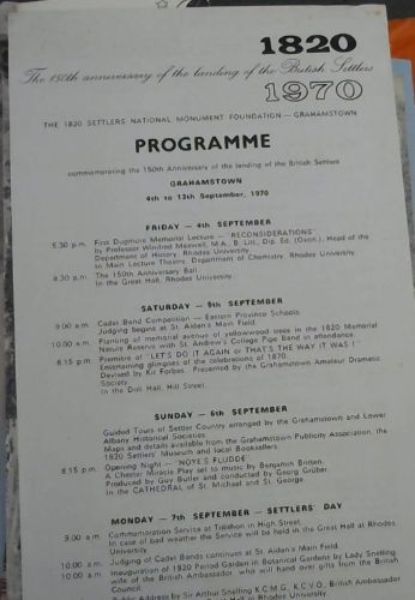 1820
The 150th anniversary of the landing of the British Settlers
1970
THE 1820 SETTLERS NATIONAL MONUMENT FOUNDATION — GRAHAMSTOWN
PROGRAMME
commemorating the 150th Anniversary of the landing of the British Settlers
GRAHAMSTOWN
4th to 13th September, 1970
FRIDAY — 4th SEPTEMBER
5.30 p.m. First Dugmore Memorial Lecture — "RECONSIDERATIONS"
by Professor Winifred Maxwell, M.A., B. Litt., Dip. Ed. (Oxon.), Head of the
Department of History, Rhodes University.
In Main Lecture Theatre, Department of Chemistry, Rhodes University.
8.30 p.m. The 150th Anniversary Ball.
In the Great Hall, Rhodes University.
SATURDAY — 5th SEPTEMBER
9.00 a.m. Cadet Band Competition — Eastern Province Schools.
Judging begins at St. Aidan's Main Field.
10.00 a.m. Planting of memorial avenue of yellowwood trees in the 1820 Memorial
Nature Reserve with St. Andrew's College Pipe Band in attendance.
8.15 p.m. Premiere of "LET'S DO IT AGAIN or THAT'S THE WAY IT WAS!"
Entertaining glimpses of the celebrations of 1870.
Devised by Kit Forbes. Presented by the Grahamstown Amateur Dramatic
Society.
In the Drill Hall, Hill Street.
SUNDAY — 6th SEPTEMBER
Guided Tours of Settler Country arranged by the Grahamstown and Lower
Albany Historical Societies.
Maps and details available from the Grahamstown Publicity Association, the
1820 Settlers' Museum and local Booksellers.
8.15 p.m. Opening Night — "NOYE'S FLUDDE"
A Chester Miracle Play set to music by Benjamin Britten.
Produced by Guy Butler and conducted by Georg Gruber.
In the CATHEDRAL of St. Michael and St. George.
MONDAY — 7th SEPTEMBER — SETTLERS' DAY
9.00 a.m. Commemoration Service at Tritethon in High Street.
In case of bad weather the Service will be held in the Great Hall at Rhodes
University.
10.00 a.m. Judging of Cadet Bands continues at St. Aidan's Main Field.
10.00 a.m. Inauguration of 1820 Period Garden in Botanical Gardens by Lady Snelling
wife of the British Ambassador who will hand over gifts from the British
Council.
Public Address by Sir Arthur Snelling K.C.M.G., K.C.V.O., British Ambassador
Rhodes University